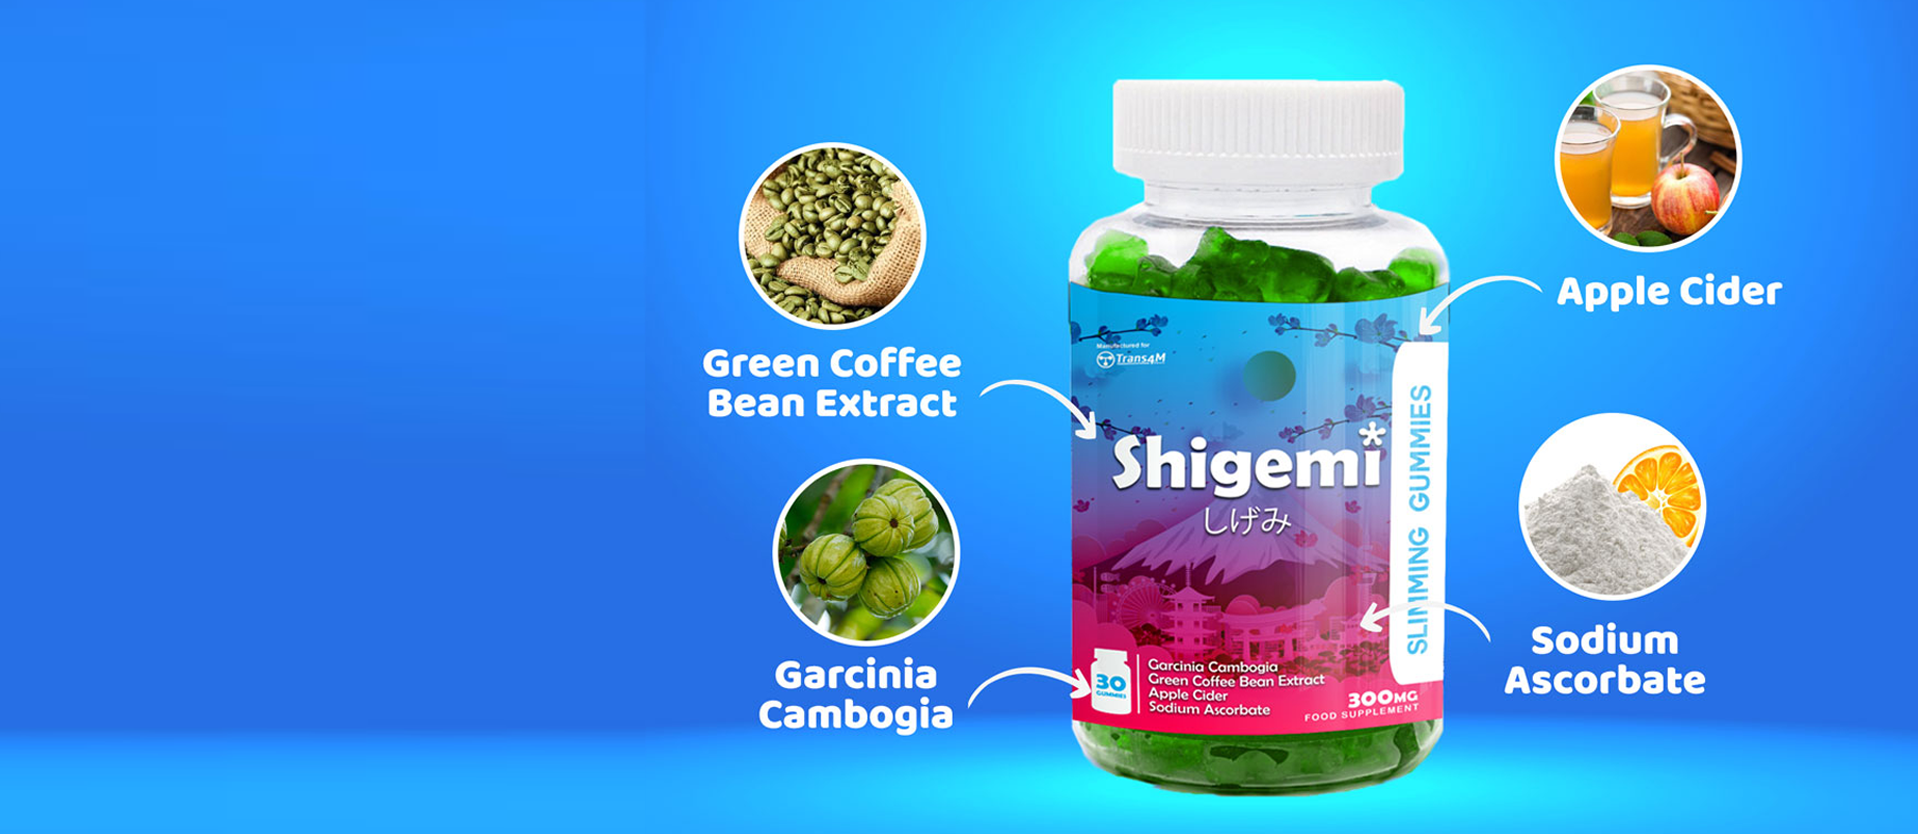 Green Coffee
Bean Extract
Garcinia
Cambogia
Apple Cider
Sodium
Ascorbate
Manufactured for
Trans4M
Shigemi*
しげみ
SLIMMING GUMMIES
30
GUMMIES
Garcinia Cambogia
Green Coffee Bean Extract
Apple Cider
Sodium Ascorbate
300MG
FOOD SUPPLEMENT